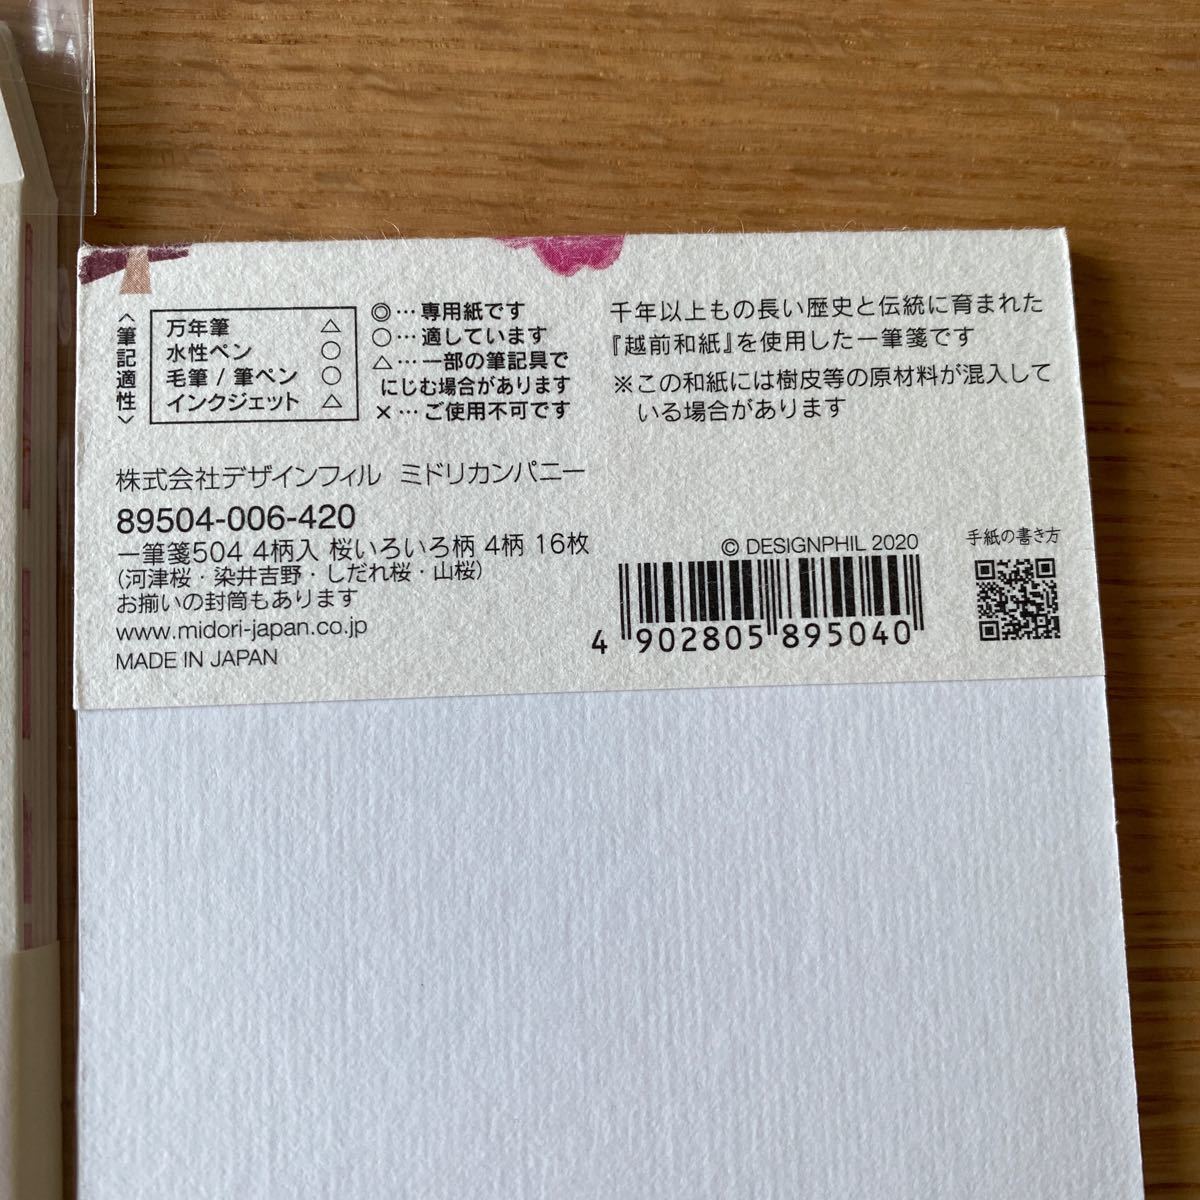 〈筆記適性〉
万年筆 △
水性ペン ○
毛筆 / 筆ペン ○
インクジェット △
◎…専用紙です
○…適しています
△…一部の筆記具で
にじむ場合があります
×…ご使用不可です
千年以上もの長い歴史と伝統に育まれた
『越前和紙』を使用した一筆箋です
※この和紙には樹皮等の原材料が混入して
いる場合があります
株式会社デザインフィル ミドリカンパニー
89504-006-420
一筆箋504 4柄入 桜いろいろ柄 4柄 16枚
（河津桜・染井吉野・しだれ桜・山桜）
お揃いの封筒もあります
www.midori-japan.co.jp
MADE IN JAPAN
© DESIGNPHIL 2020
4 902805 895040
手紙の書き方